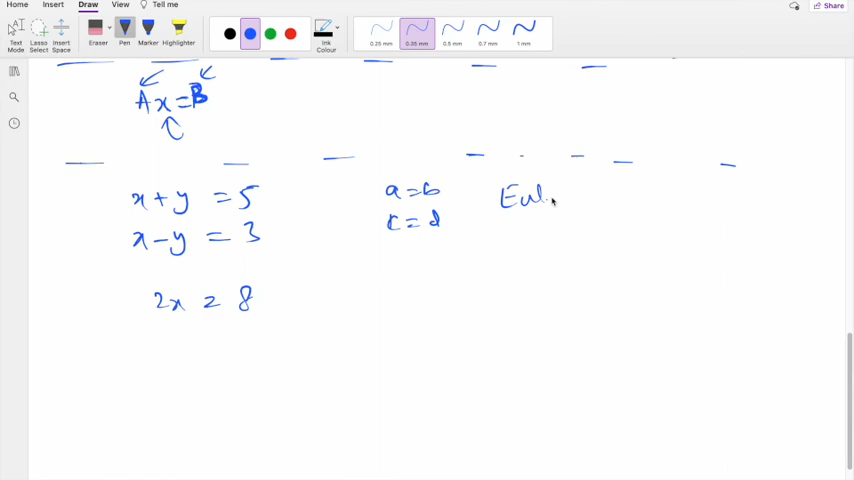 Home Insert Draw View Tell me Share
Text Mode Lasso Select Insert Space Eraser Pen Marker Highlighter Ink Colour 0.25 mm 0.35 mm 0.5 mm 0.7 mm 1 mm
Ax=B
x+y = 5 a=b Eul
x-y = 3 c=d
2x = 8